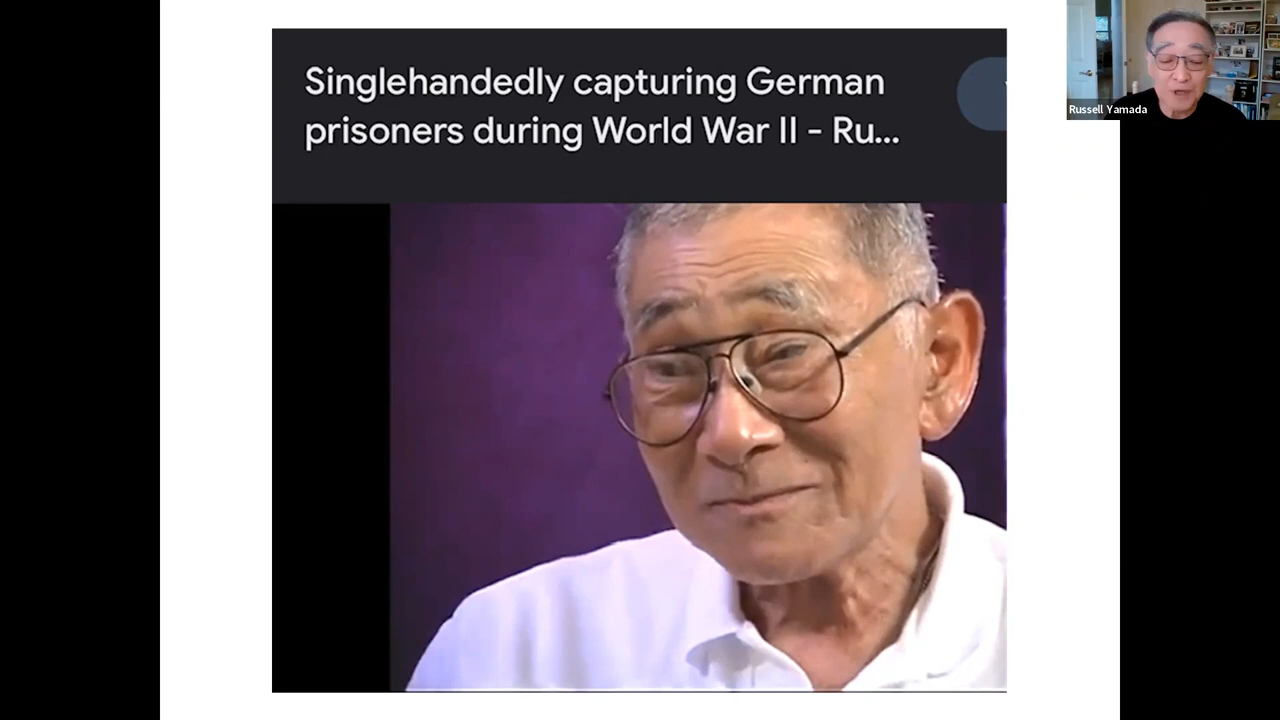 Singlehandedly capturing German
prisoners during World War II - Ru...
Russell Yamada